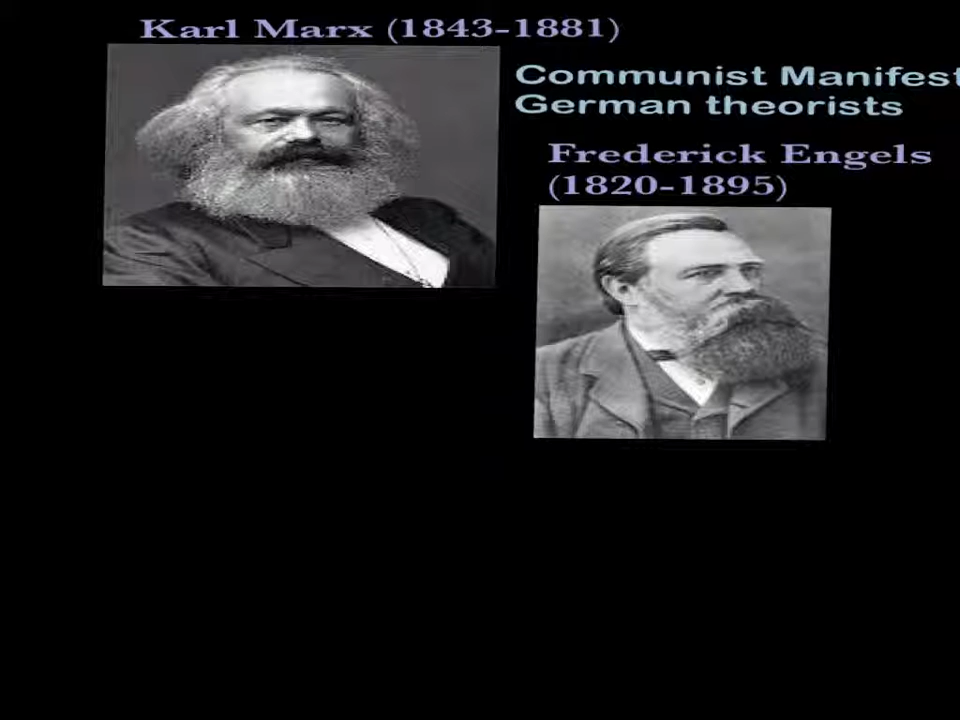 Karl Marx (1843-1881)
Communist Manifest
German theorists
Frederick Engels
(1820-1895)